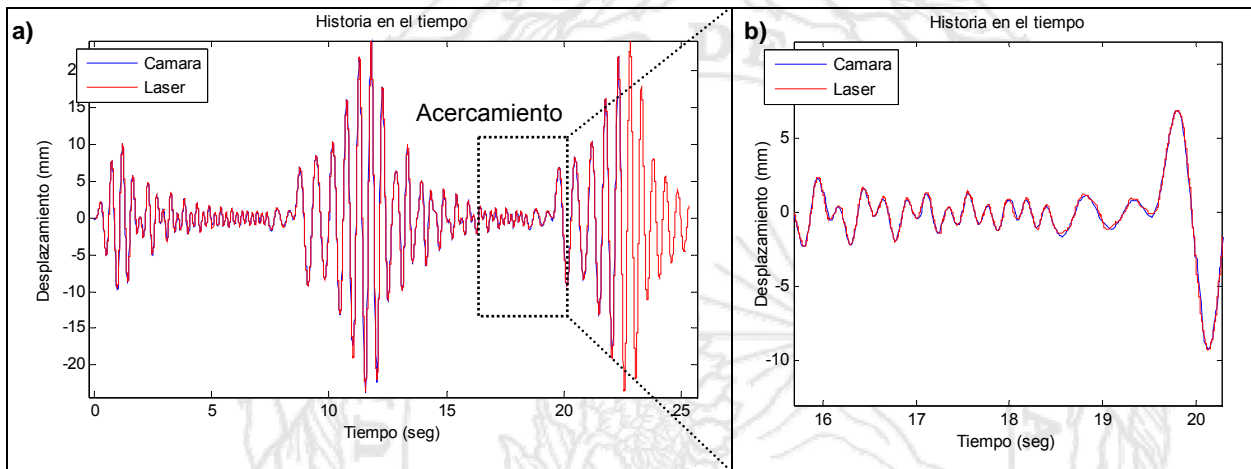 a)
Historia en el tiempo
Camara
Laser
Acercamiento
Desplazamiento (mm)
15
10
5
0
-5
-10
-15
-20
0 5 10 15 20 25
Tiempo (seg)
b)
Historia en el tiempo
Camara
Laser
Desplazamiento (mm)
5
0
-5
-10
16 17 18 19 20
Tiempo (seg)